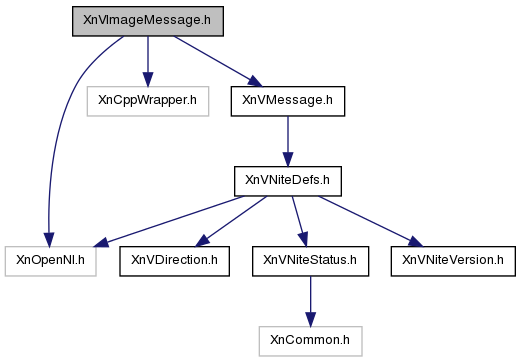 XnVImageMessage.h
XnCppWrapper.h
XnVMessage.h
XnVNiteDefs.h
XnOpenNI.h
XnVDirection.h
XnVNiteStatus.h
XnVNiteVersion.h
XnCommon.h